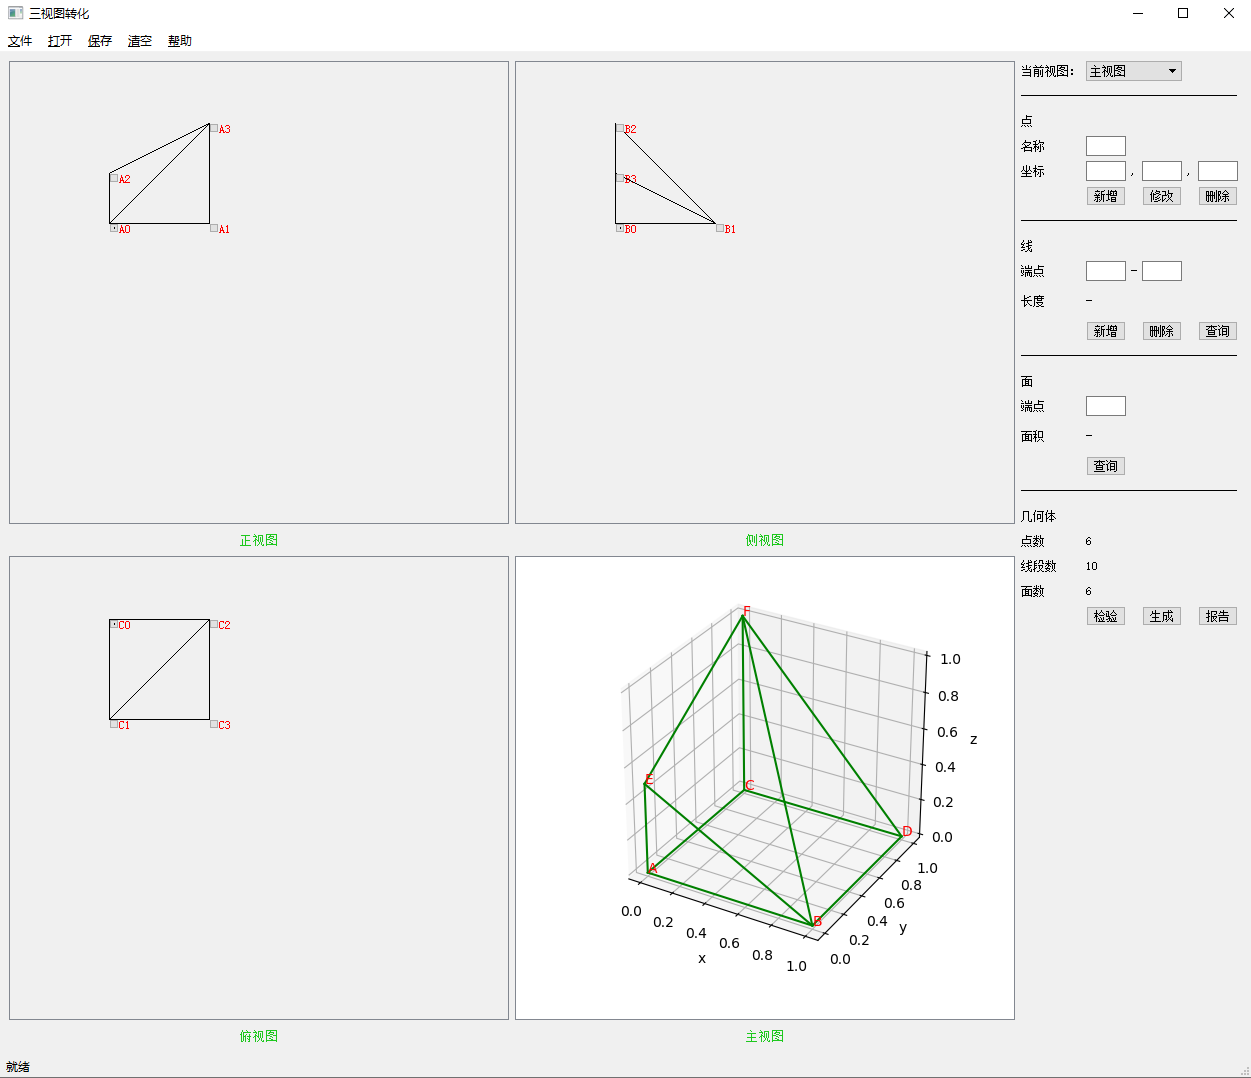 三视图转化
文件 打开 保存 清空 帮助
A3
A2
A0 A1
正视图
B2
B3
B0 B1
侧视图
C0 C2
C1 C3
俯视图
F
E
C
D
A
B
0.0 0.2 0.4 0.6 0.8 1.0
x
0.0 0.2 0.4 0.6 0.8 1.0
y
1.0
0.8
0.6
0.4
0.2
0.0
z
主视图
当前视图: 主视图
点
名称
坐标 , ,
新增 修改 删除
线
端点 -
长度 -
新增 删除 查询
面
端点
面积 -
查询
几何体
点数 6
线段数 10
面数 6
检验 生成 报告
就绪